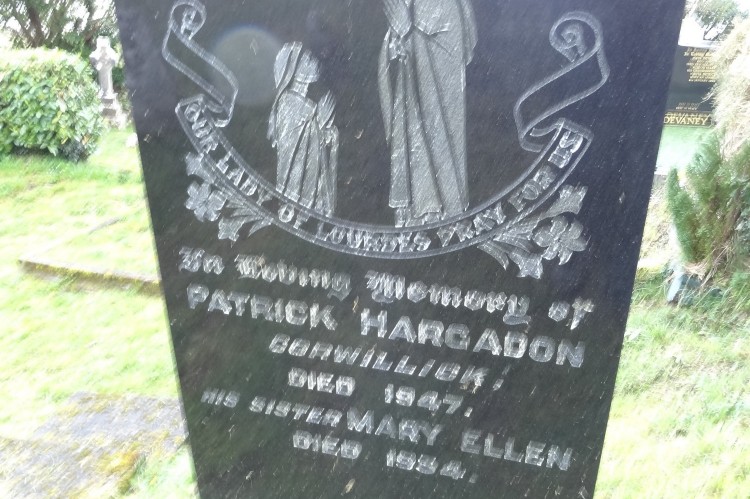 OUR LADY OF LOURDES PRAY FOR US
In Loving Memory of
PATRICK HARGADON
CORWILLICK,
DIED 1947.
HIS SISTER MARY ELLEN
DIED 1954.
DEVANEY